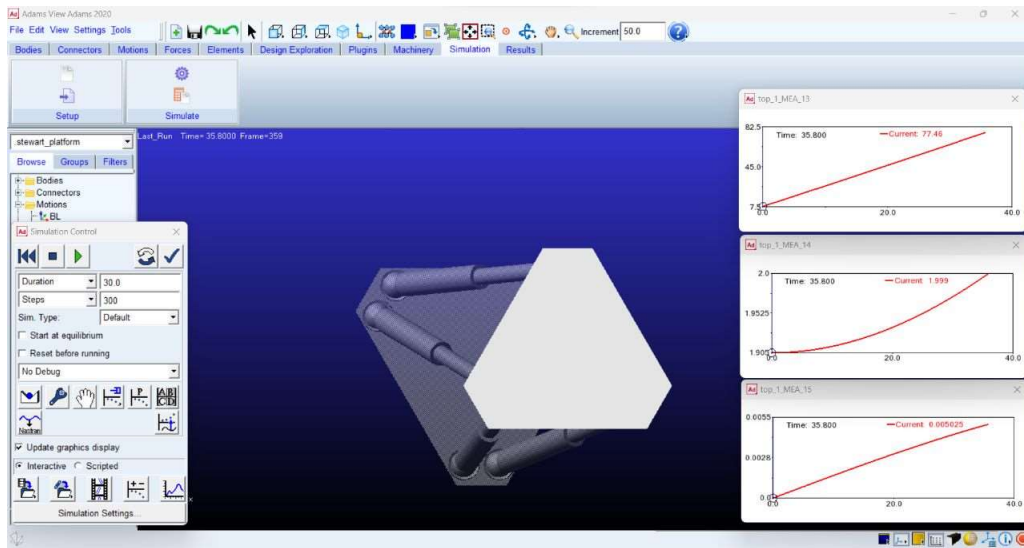 Adams View Adams 2020
File Edit View Settings Tools
Increment 50.0
Bodies Connectors Motions Forces Elements Design Exploration Plugins Machinery Simulation Results
Setup Simulate
.stewart_platform
Last_Run Time= 35.8000 Frame=359
Browse Groups Filters
Bodies
Connectors
Motions
BL
Simulation Control
Duration 30.0
Steps 300
Sim. Type: Default
Start at equilibrium
Reset before running
No Debug
Nastran
Update graphics display
Interactive Scripted
Simulation Settings...
top_1_MEA_13
82.5
Time: 35.800 Current: 77.46
45.0
7.5
0.0 20.0 40.0
top_1_MEA_14
2.0
Time: 35.800 Current: 1.999
1.9525
1.905
0.0 20.0 40.0
top_1_MEA_15
0.0055
Time: 35.800 Current: 0.005025
0.0028
0.0
0.0 20.0 40.0